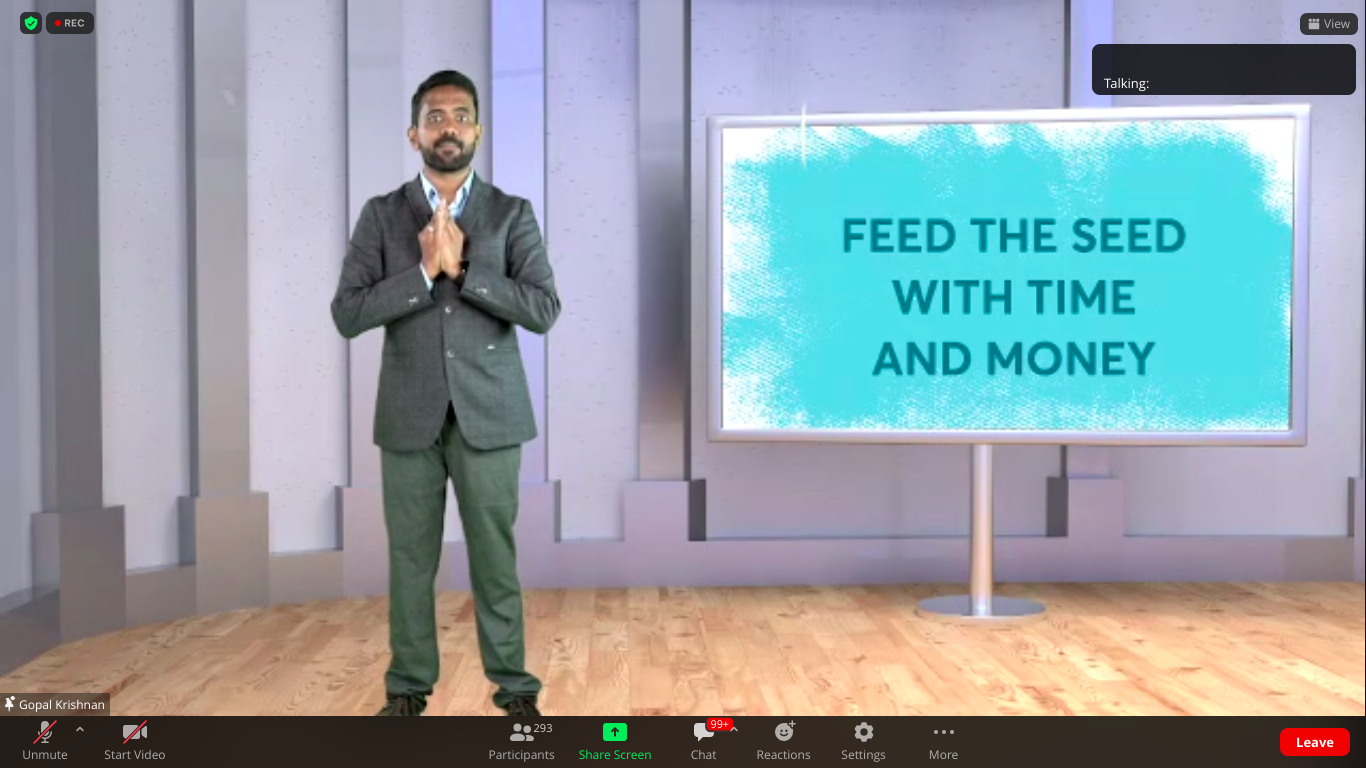 REC
View
Talking:
FEED THE SEED
WITH TIME
AND MONEY
Gopal Krishnan
Unmute
Start Video
293
Participants
Share Screen
99+
Chat
Reactions
Settings
More
Leave